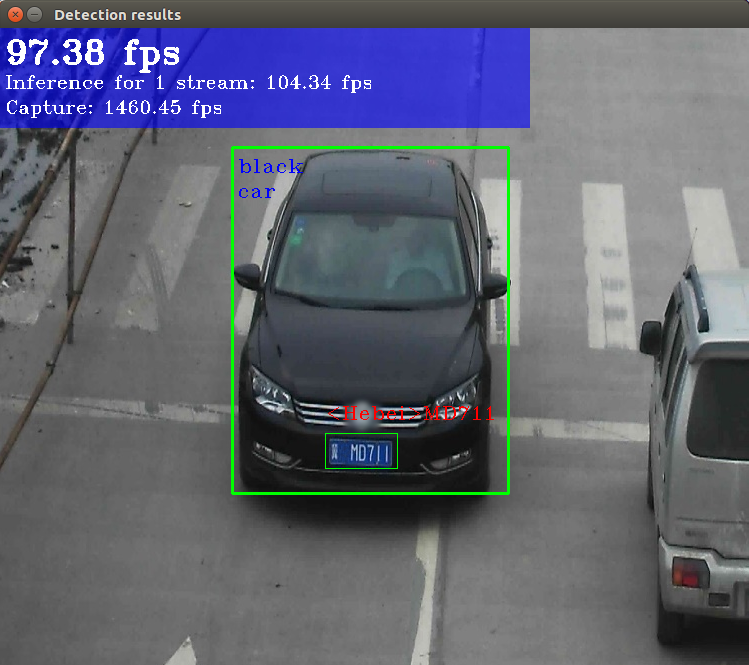 Detection results
97.38 fps
Inference for 1 stream: 104.34 fps
Capture: 1460.45 fps
black
car
<Hebei>MD711
冀 MD711